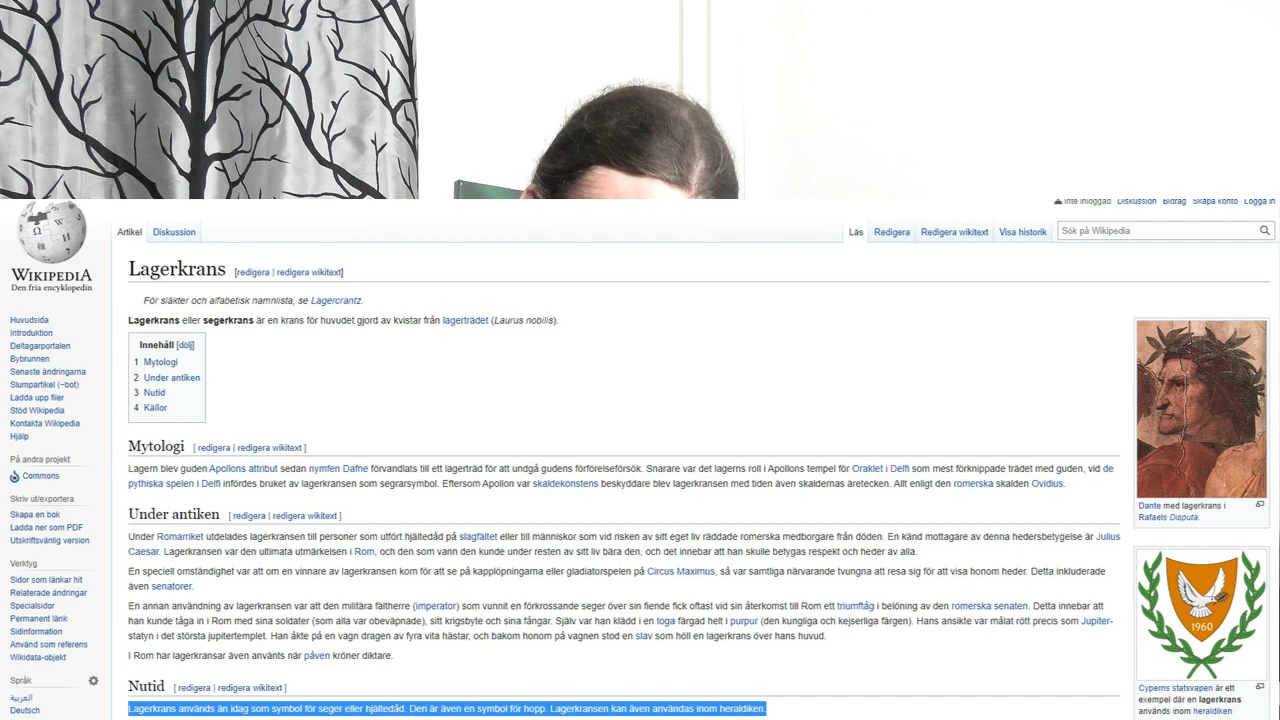 Inte inloggad Diskussion Bidrag Skapa konto Logga in
Artikel Diskussion Läs Redigera Redigera wikitext Visa historik Sök på Wikipedia
WIKIPEDIA
Den fria encyklopedin
Huvudsida
Introduktion
Deltagarportalen
Bybrunnen
Senaste ändringarna
Slumpartikel (−bot)
Ladda upp filer
Stöd Wikipedia
Kontakta Wikipedia
Hjälp
På andra projekt
Commons
Skriv ut/exportera
Skapa en bok
Ladda ner som PDF
Utskriftsvänlig version
Verktyg
Sidor som länkar hit
Relaterade ändringar
Specialsidor
Permanent länk
Sidinformation
Använd som referens
Wikidata-objekt
Språk
العربية
Deutsch
Lagerkrans [redigera | redigera wikitext]
För släkter och alfabetisk namnlista, se Lagercrantz.
Lagerkrans eller segerkrans är en krans för huvudet gjord av kvistar från lagerträdet (Laurus nobilis).
Innehåll [dölj]
1 Mytologi
2 Under antiken
3 Nutid
4 Källor
Mytologi [ redigera | redigera wikitext ]
Lagern blev guden Apollons attribut sedan nymfen Dafne förvandlats till ett lagerträd för att undgå gudens förförelseförsök. Snarare var det lagerns roll i Apollons tempel för Oraklet i Delfi som mest förknippade trädet med guden, vid de
pythiska spelen i Delfi infördes bruket av lagerkransen som segrarsymbol. Eftersom Apollon var skaldekonstens beskyddare blev lagerkransen med tiden även skaldernas äretecken. Allt enligt den romerska skalden Ovidius.
Under antiken [ redigera | redigera wikitext ]
Under Romarriket utdelades lagerkransen till personer som utfört hjältedåd på slagfältet eller till människor som vid risken av sitt eget liv räddade romerska medborgare från döden. En känd mottagare av denna hedersbetygelse är Julius
Caesar. Lagerkransen var den ultimata utmärkelsen i Rom, och den som vann den kunde under resten av sitt liv bära den, och det innebar att han skulle betygas respekt och heder av alla.
En speciell omständighet var att om en vinnare av lagerkransen kom för att se på kapplöpningarna eller gladiatorspelen på Circus Maximus, så var samtliga närvarande tvungna att resa sig för att visa honom heder. Detta inkluderade
även senatorer.
En annan användning av lagerkransen var att den militära fältherre (imperator) som vunnit en förkrossande seger över sin fiende fick oftast vid sin återkomst till Rom ett triumftåg i belöning av den romerska senaten. Detta innebar att
han kunde tåga in i Rom med sina soldater (som alla var obeväpnade), sitt krigsbyte och sina fångar. Själv var han klädd i en toga färgad helt i purpur (den kungliga och kejserliga färgen). Hans ansikte var målat rött precis som Jupiter-
statyn i det största jupitertemplet. Han åkte på en vagn dragen av fyra vita hästar, och bakom honom på vagnen stod en slav som höll en lagerkrans över hans huvud.
I Rom har lagerkransar även använts när påven kröner diktare.
Nutid [ redigera | redigera wikitext ]
Lagerkrans används än idag som symbol för seger eller hjältedåd. Den är även en symbol för hopp. Lagerkransen kan även användas inom heraldiken.
Dante med lagerkrans i
Rafaels Disputa.
1960
Cyperns statsvapen är ett
exempel där en lagerkrans
används inom heraldiken